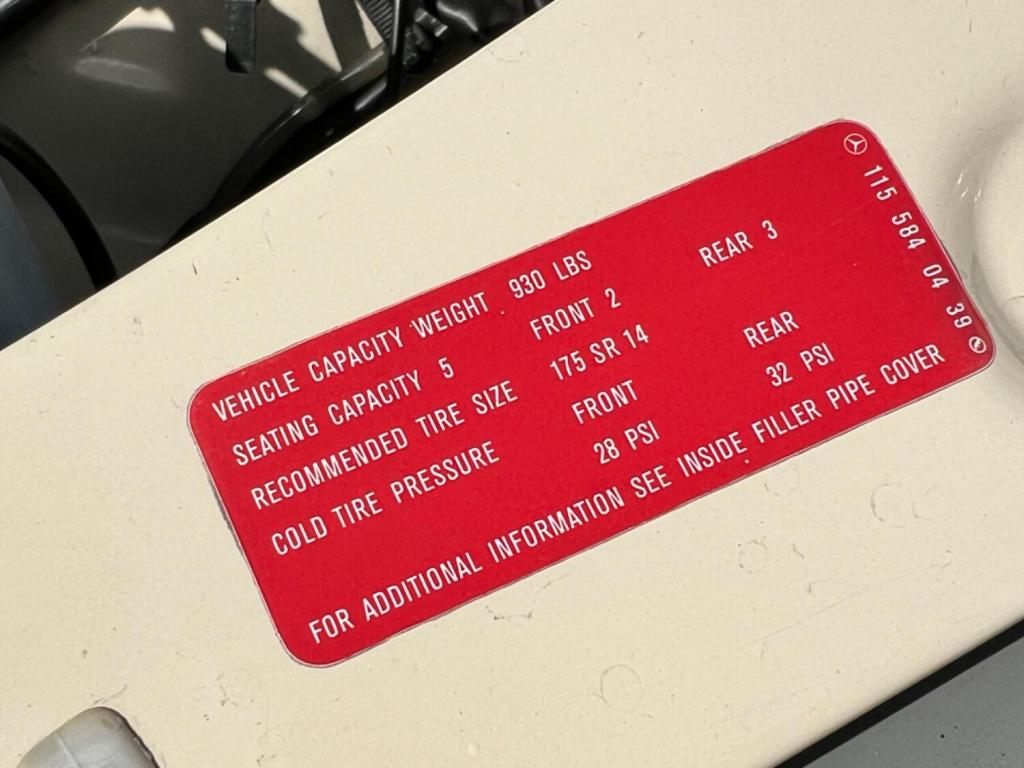 VEHICLE CAPACITY WEIGHT 930 LBS
SEATING CAPACITY 5 FRONT 2 REAR 3
RECOMMENDED TIRE SIZE 175 SR 14
COLD TIRE PRESSURE FRONT REAR
28 PSI 32 PSI
FOR ADDITIONAL INFORMATION SEE INSIDE FILLER PIPE COVER
115 584 04 39